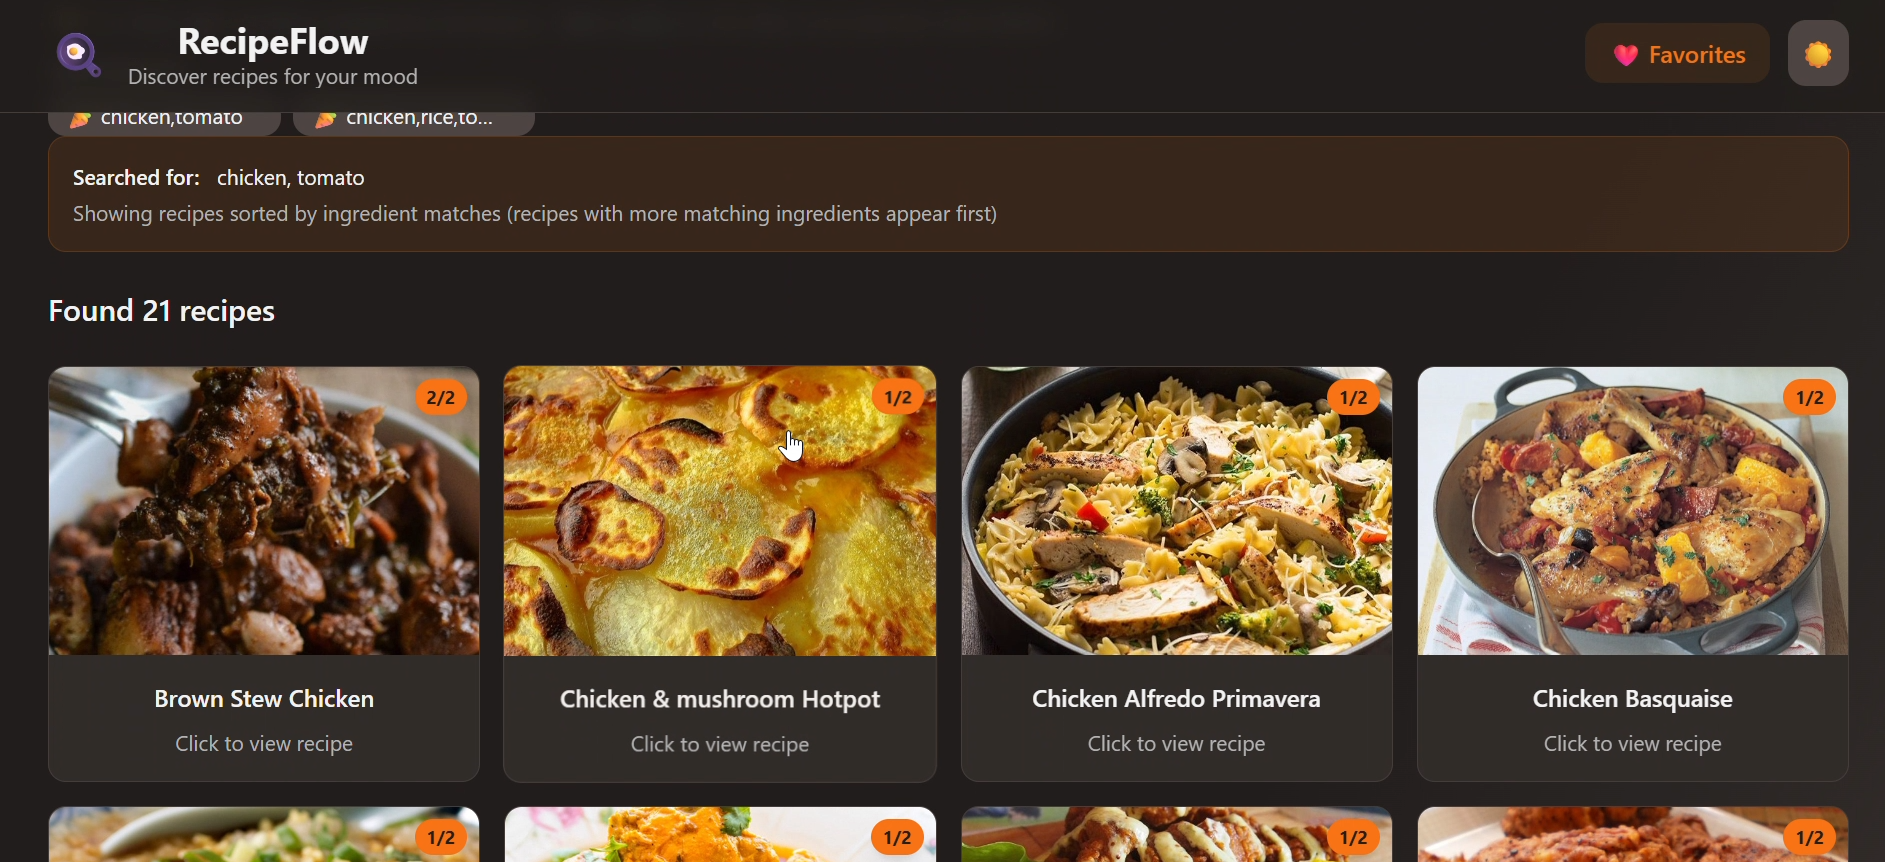 RecipeFlow
Discover recipes for your mood
Favorites
chicken,tomato
chicken,rice,to...
Searched for: chicken, tomato
Showing recipes sorted by ingredient matches (recipes with more matching ingredients appear first)
Found 21 recipes
2/2
1/2
1/2
1/2
Brown Stew Chicken
Chicken & mushroom Hotpot
Chicken Alfredo Primavera
Chicken Basquaise
Click to view recipe
Click to view recipe
Click to view recipe
Click to view recipe
1/2
1/2
1/2
1/2